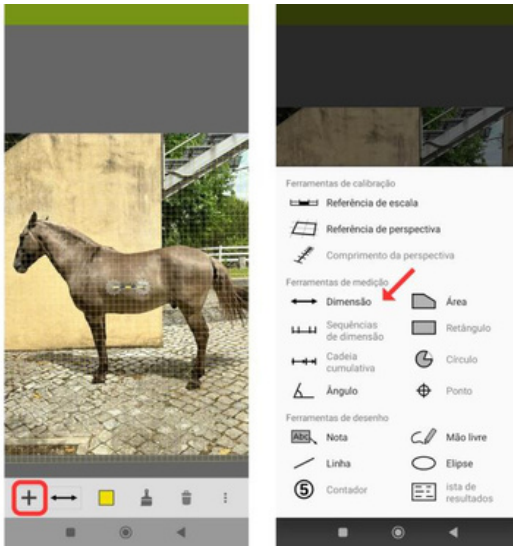 Ferramentas de calibração
Referência de escala
Referência de perspectiva
Comprimento da perspectiva
Ferramentas de medição
Dimensão
Área
Sequências
de dimensão
Retângulo
Cadeia
cumulativa
Círculo
Ângulo
Ponto
Ferramentas de desenho
Abc
Nota
Mão livre
Linha
Elipse
5
Contador
ista de
resultados